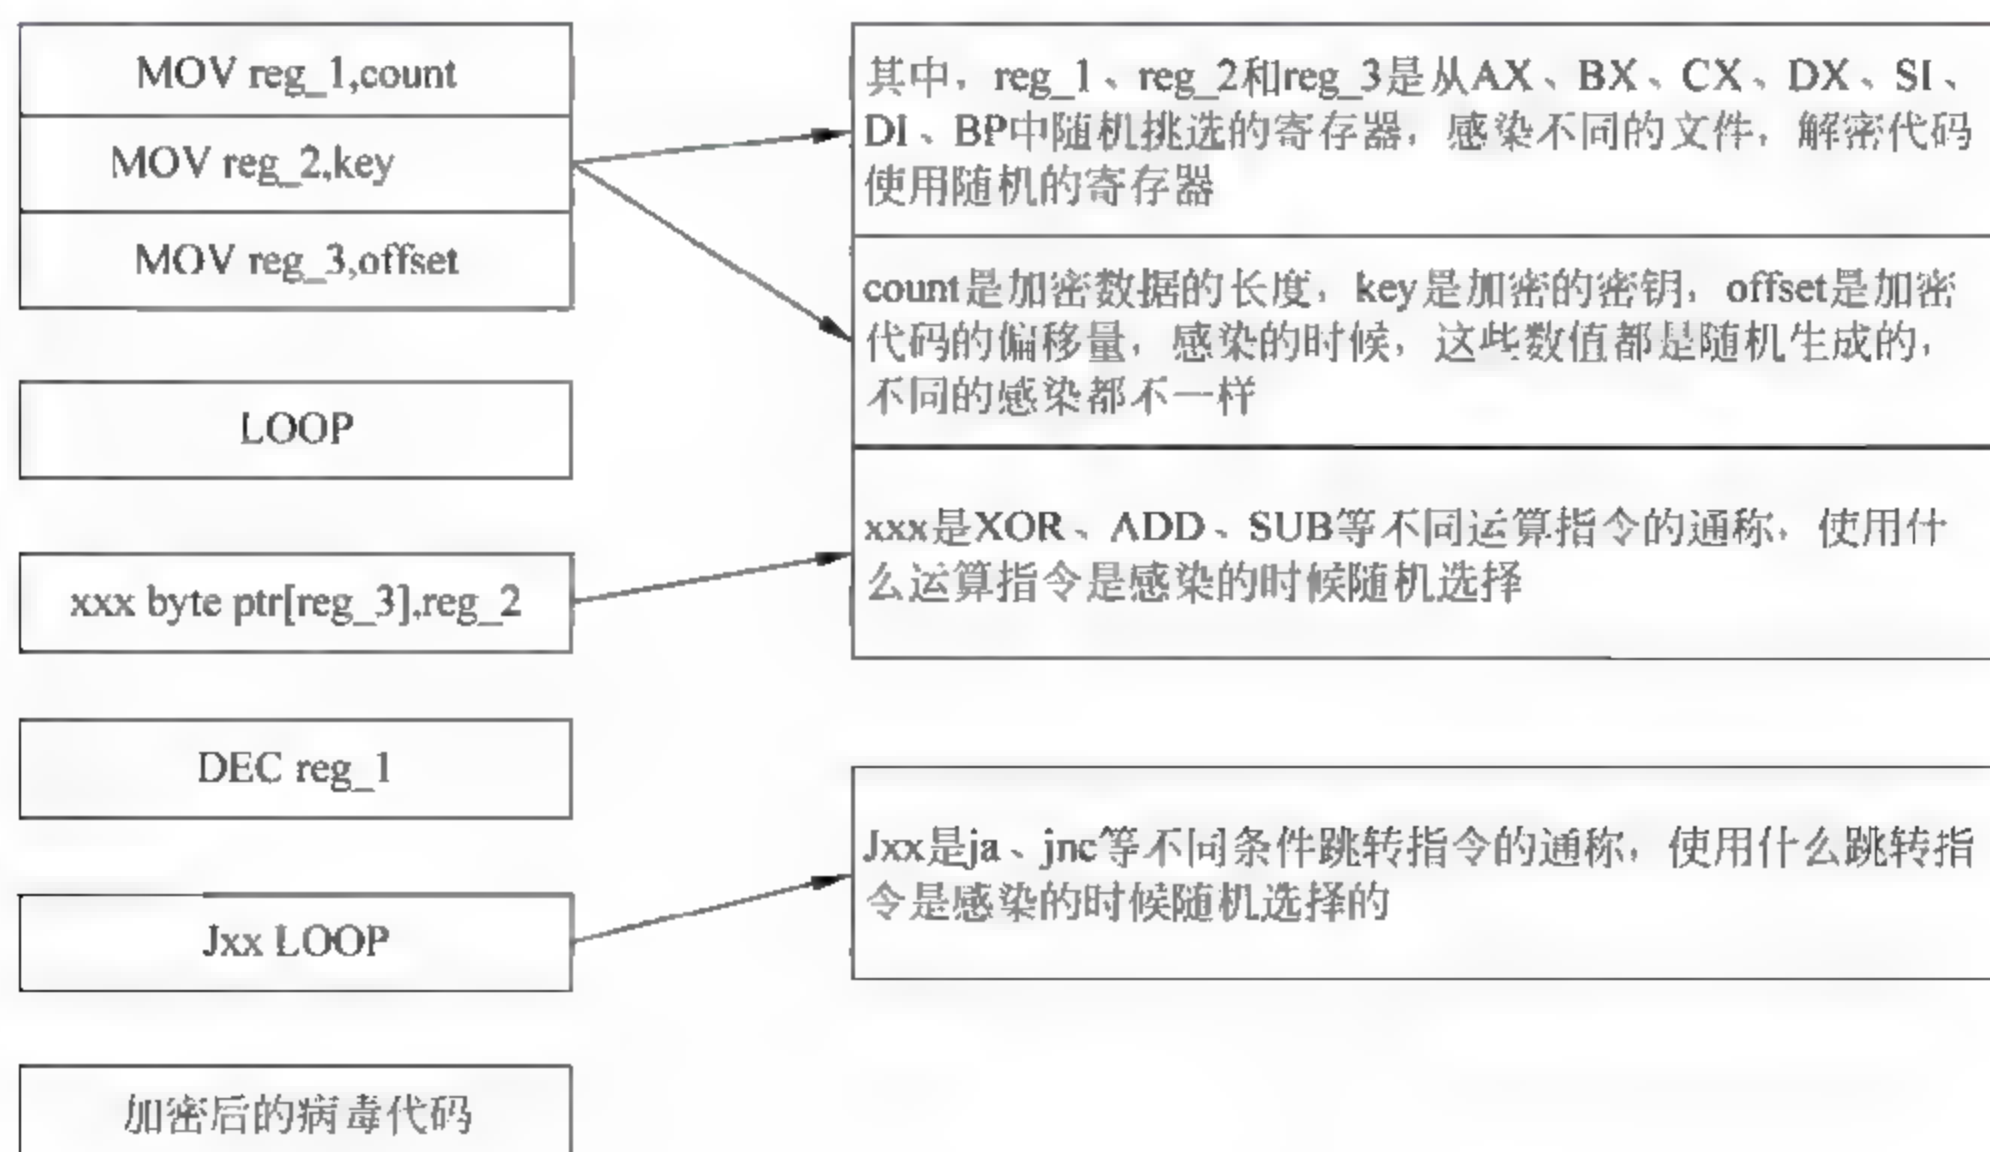 MOV reg_1,count
MOV reg_2,key
MOV reg_3,offset
LOOP
xxx byte ptr[reg_3],reg_2
DEC reg_1
Jxx LOOP
加密后的病毒代码
其中，reg_1、reg_2和reg_3是从AX、BX、CX、DX、SI、
DI、BP中随机挑选的寄存器，感染不同的文件，解密代码
使用随机的寄存器
count是加密数据的长度，key是加密的密钥，offset是加密
代码的偏移量，感染的时候，这些数值都是随机生成的，
不同的感染都不一样
xxx是XOR、ADD、SUB等不同运算指令的通称，使用什
么运算指令是感染的时候随机选择
Jxx是ja、jnc等不同条件跳转指令的通称，使用什么跳转指
令是感染的时候随机选择的